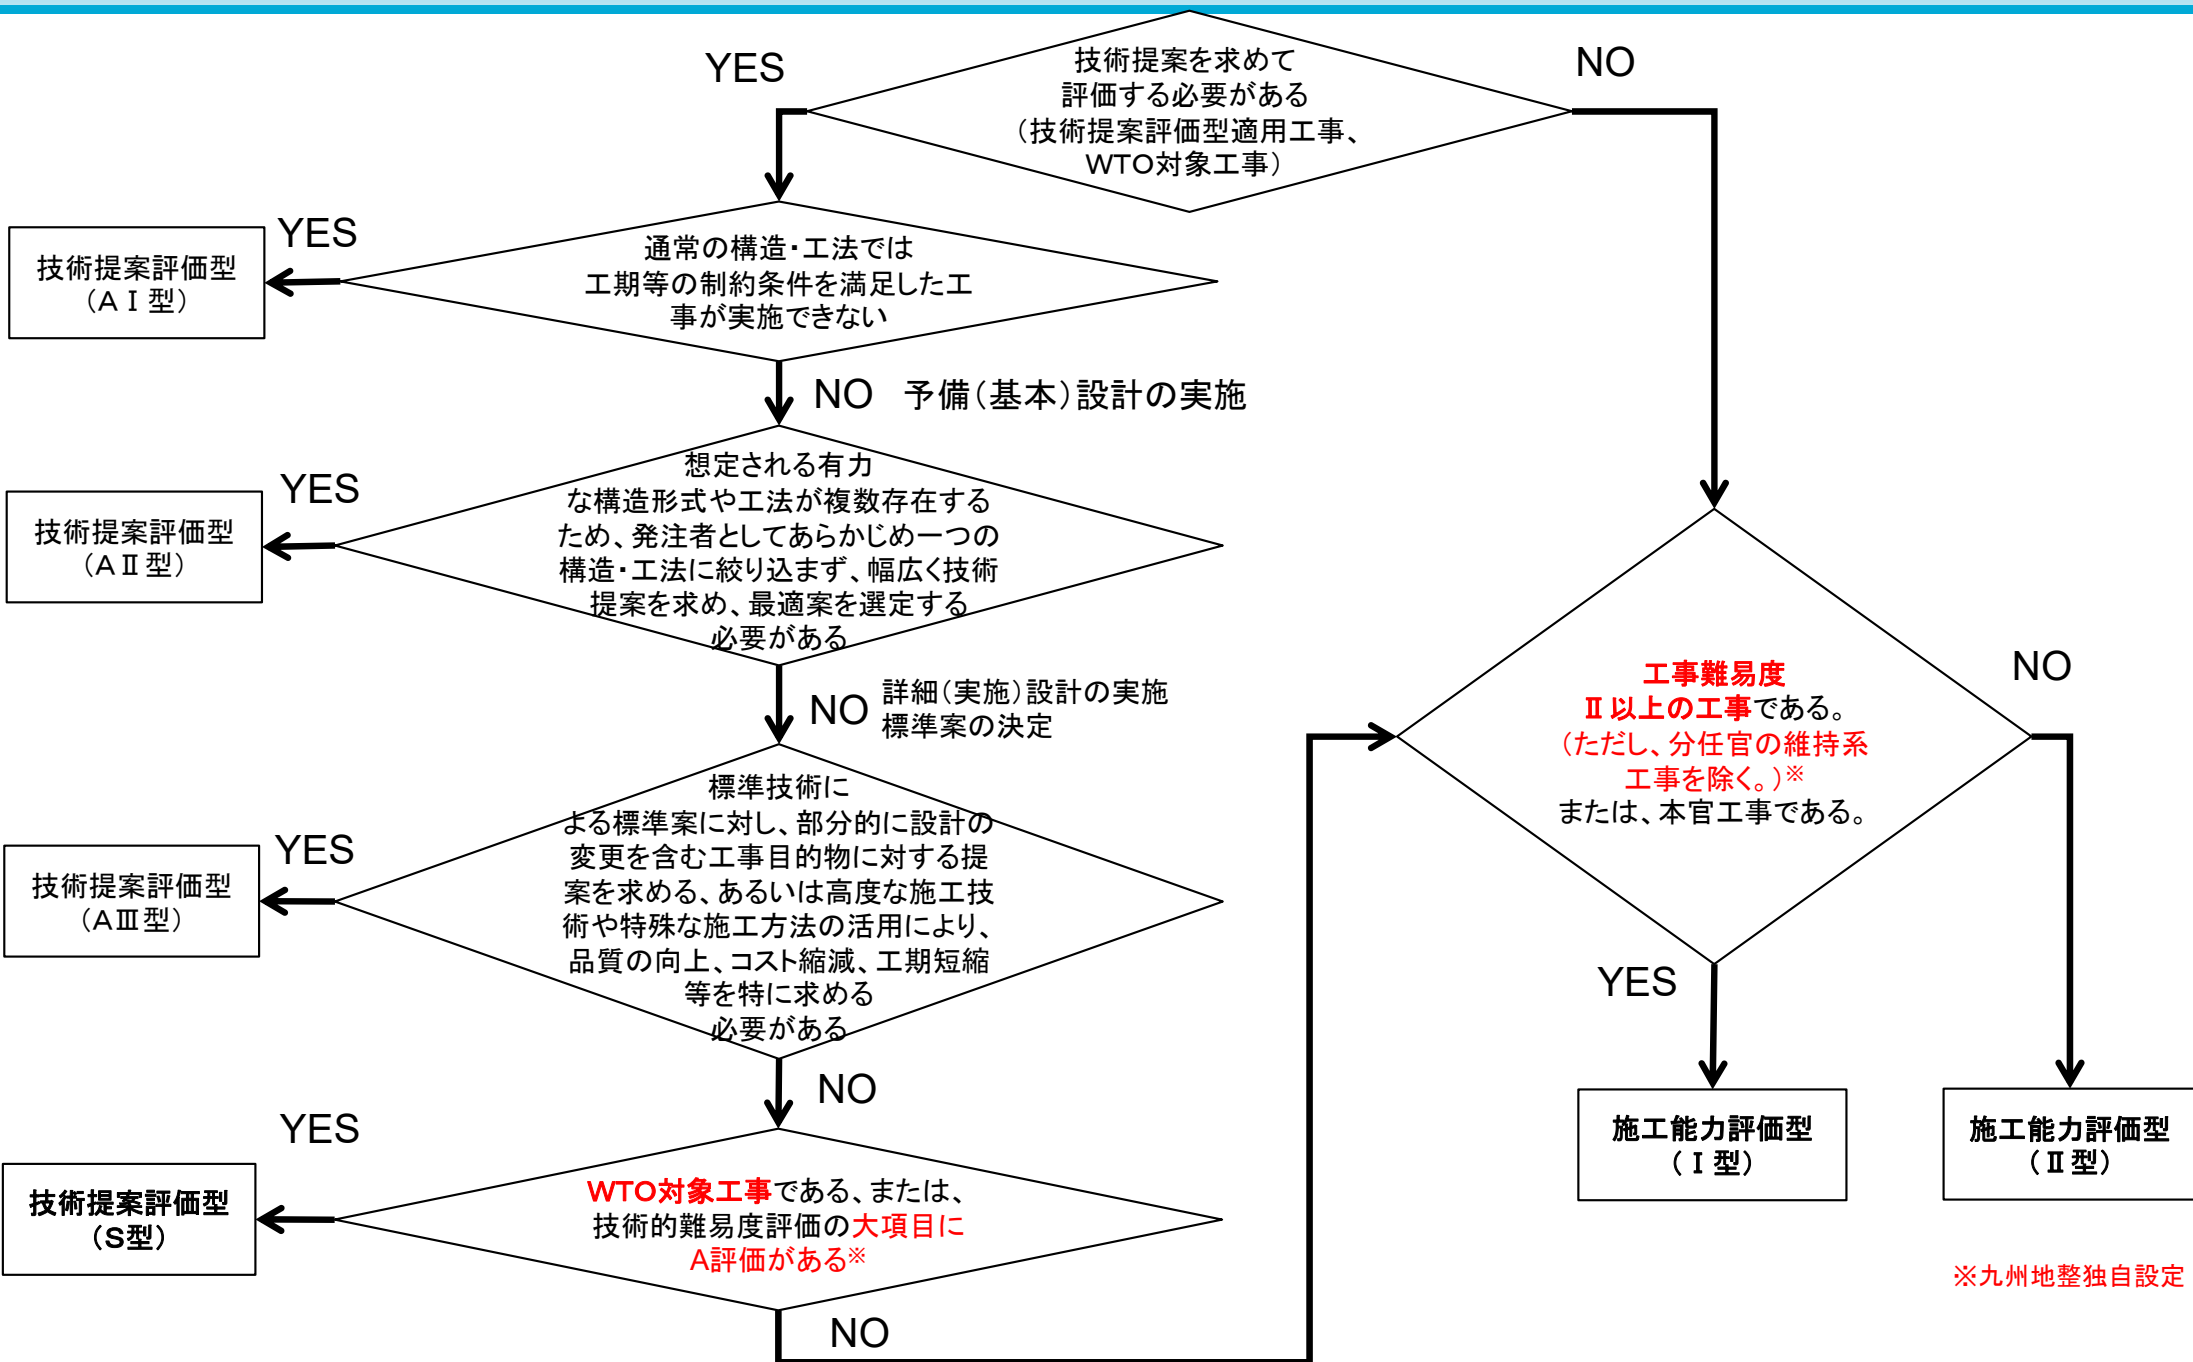 YES
技術提案を求めて
評価する必要がある
（技術提案評価型適用工事、
ＷＴＯ対象工事）
NO
YES
技術提案評価型
（ＡⅠ型）
通常の構造・工法では
工期等の制約条件を満足した工
事が実施できない
NO 予備（基本）設計の実施
YES
技術提案評価型
（ＡⅡ型）
想定される有力
な構造形式や工法が複数存在する
ため、発注者としてあらかじめ一つの
構造・工法に絞り込まず、幅広く技術
提案を求め、最適案を選定する
必要がある
NO 詳細（実施）設計の実施
標準案の決定
YES
技術提案評価型
（ＡⅢ型）
標準技術に
よる標準案に対し、部分的に設計の
変更を含む工事目的物に対する提
案を求める、あるいは高度な施工技
術や特殊な施工方法の活用により、
品質の向上、コスト縮減、工期短縮
等を特に求める
必要がある
NO
YES
技術提案評価型
（Ｓ型）
ＷＴＯ対象工事である、または、
技術的難易度評価の大項目に
Ａ評価がある※
NO
工事難易度
Ⅱ以上の工事である。
（ただし、分任官の維持系
工事を除く。）※
または、本官工事である。
NO
YES
施工能力評価型
（Ⅰ型）
施工能力評価型
（Ⅱ型）
※九州地整独自設定